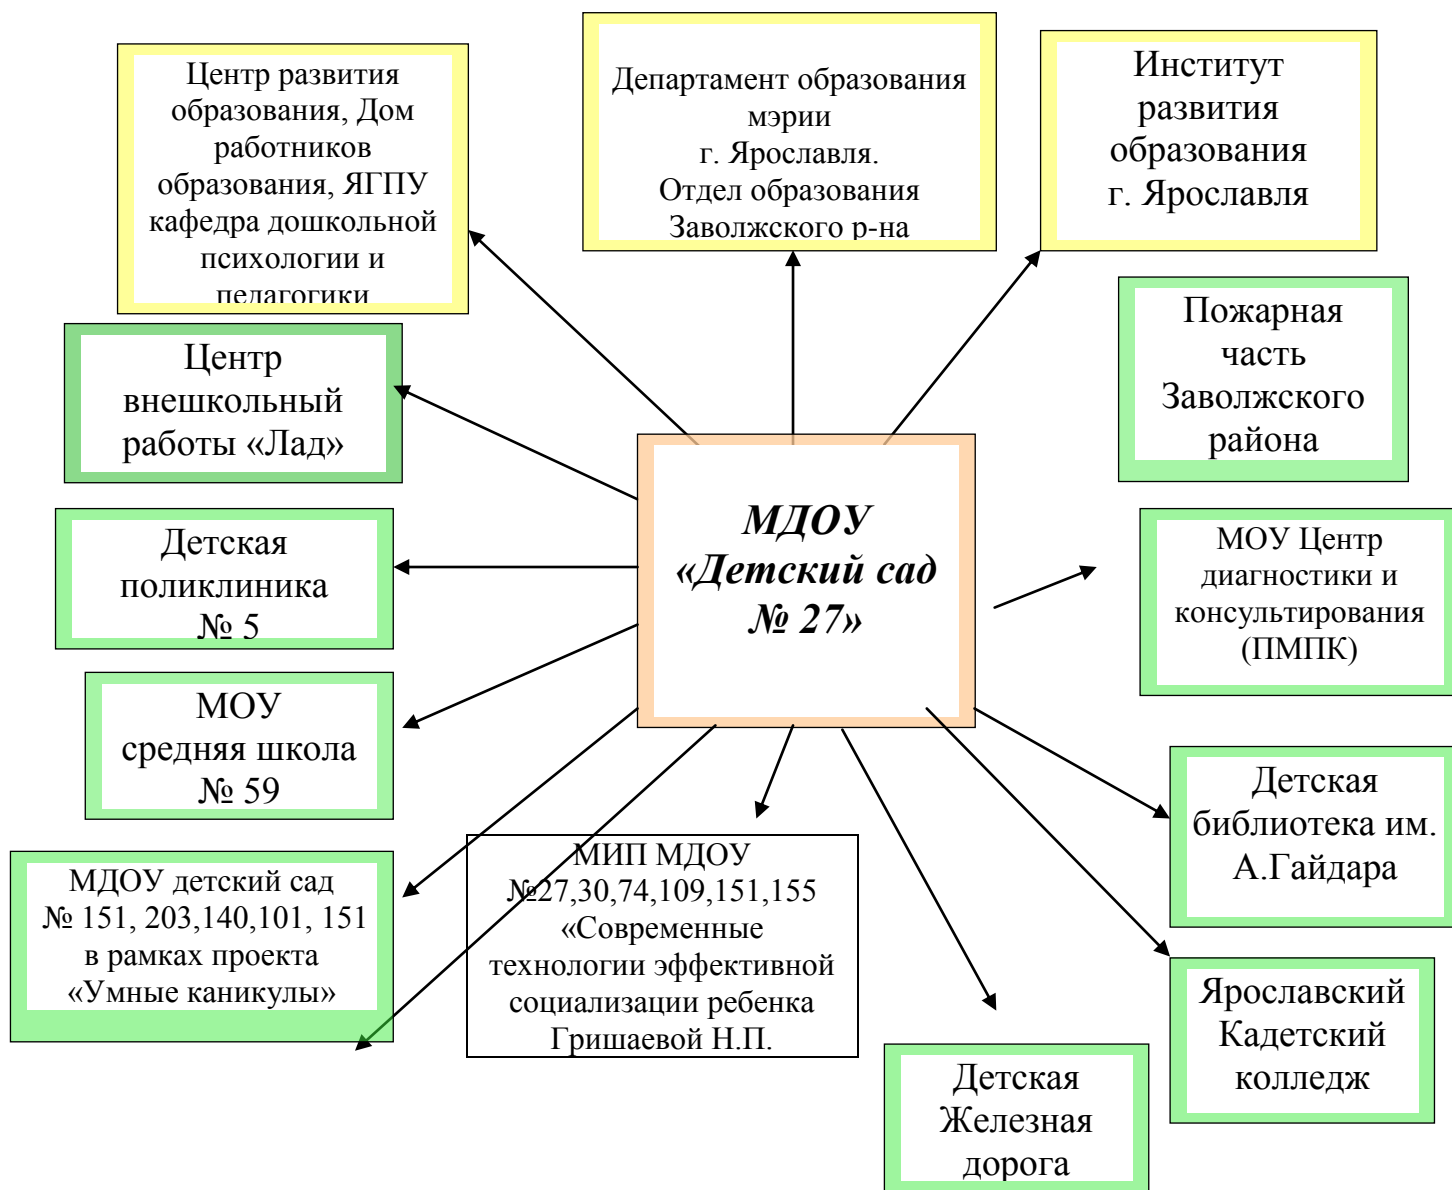 Центр развития
образования, Дом
работников
образования, ЯГПУ
кафедра дошкольной
психологии и
педагогики
Департамент образования
мэрии
г. Ярославля.
Отдел образования
Заволжского р-на
Институт
развития
образования
г. Ярославля
Центр
внешкольный
работы «Лад»
Пожарная
часть
Заволжского
района
МДОУ
«Детский сад
№ 27»
Детская
поликлиника
№ 5
МОУ Центр
диагностики и
консультирования
(ПМПК)
МОУ
средняя школа
№ 59
Детская
библиотека им.
А.Гайдара
МДОУ детский сад
№ 151, 203,140,101, 151
в рамках проекта
«Умные каникулы»
МИП МДОУ
№27,30,74,109,151,155
«Современные
технологии эффективной
социализации ребенка
Гришаевой Н.П.
Ярославский
Кадетский
колледж
Детская
Железная
дорога